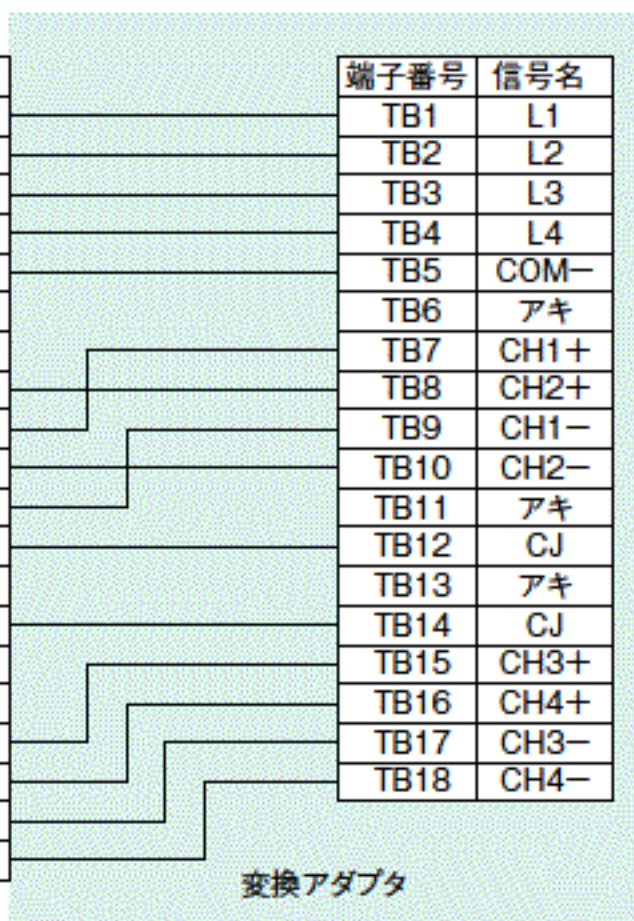 端子番号 信号名
TB1 L1
TB2 L2
TB3 L3
TB4 L4
TB5 COM−
TB6 アキ
TB7 CH1+
TB8 CH2+
TB9 CH1−
TB10 CH2−
TB11 アキ
TB12 CJ
TB13 アキ
TB14 CJ
TB15 CH3+
TB16 CH4+
TB17 CH3−
TB18 CH4−
変換アダプタ